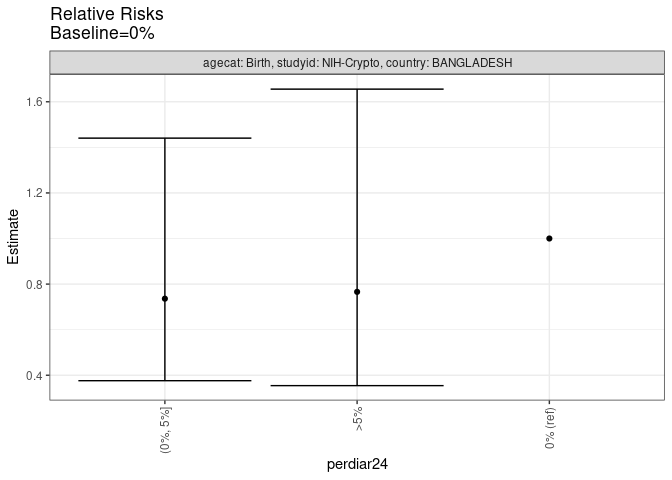 Relative Risks
Baseline=0%
agecat: Birth, studyid: NIH-Crypto, country: BANGLADESH
1.6
1.2
0.8
0.4
Estimate
(0%, 5%]
>5%
0% (ref)
perdiar24